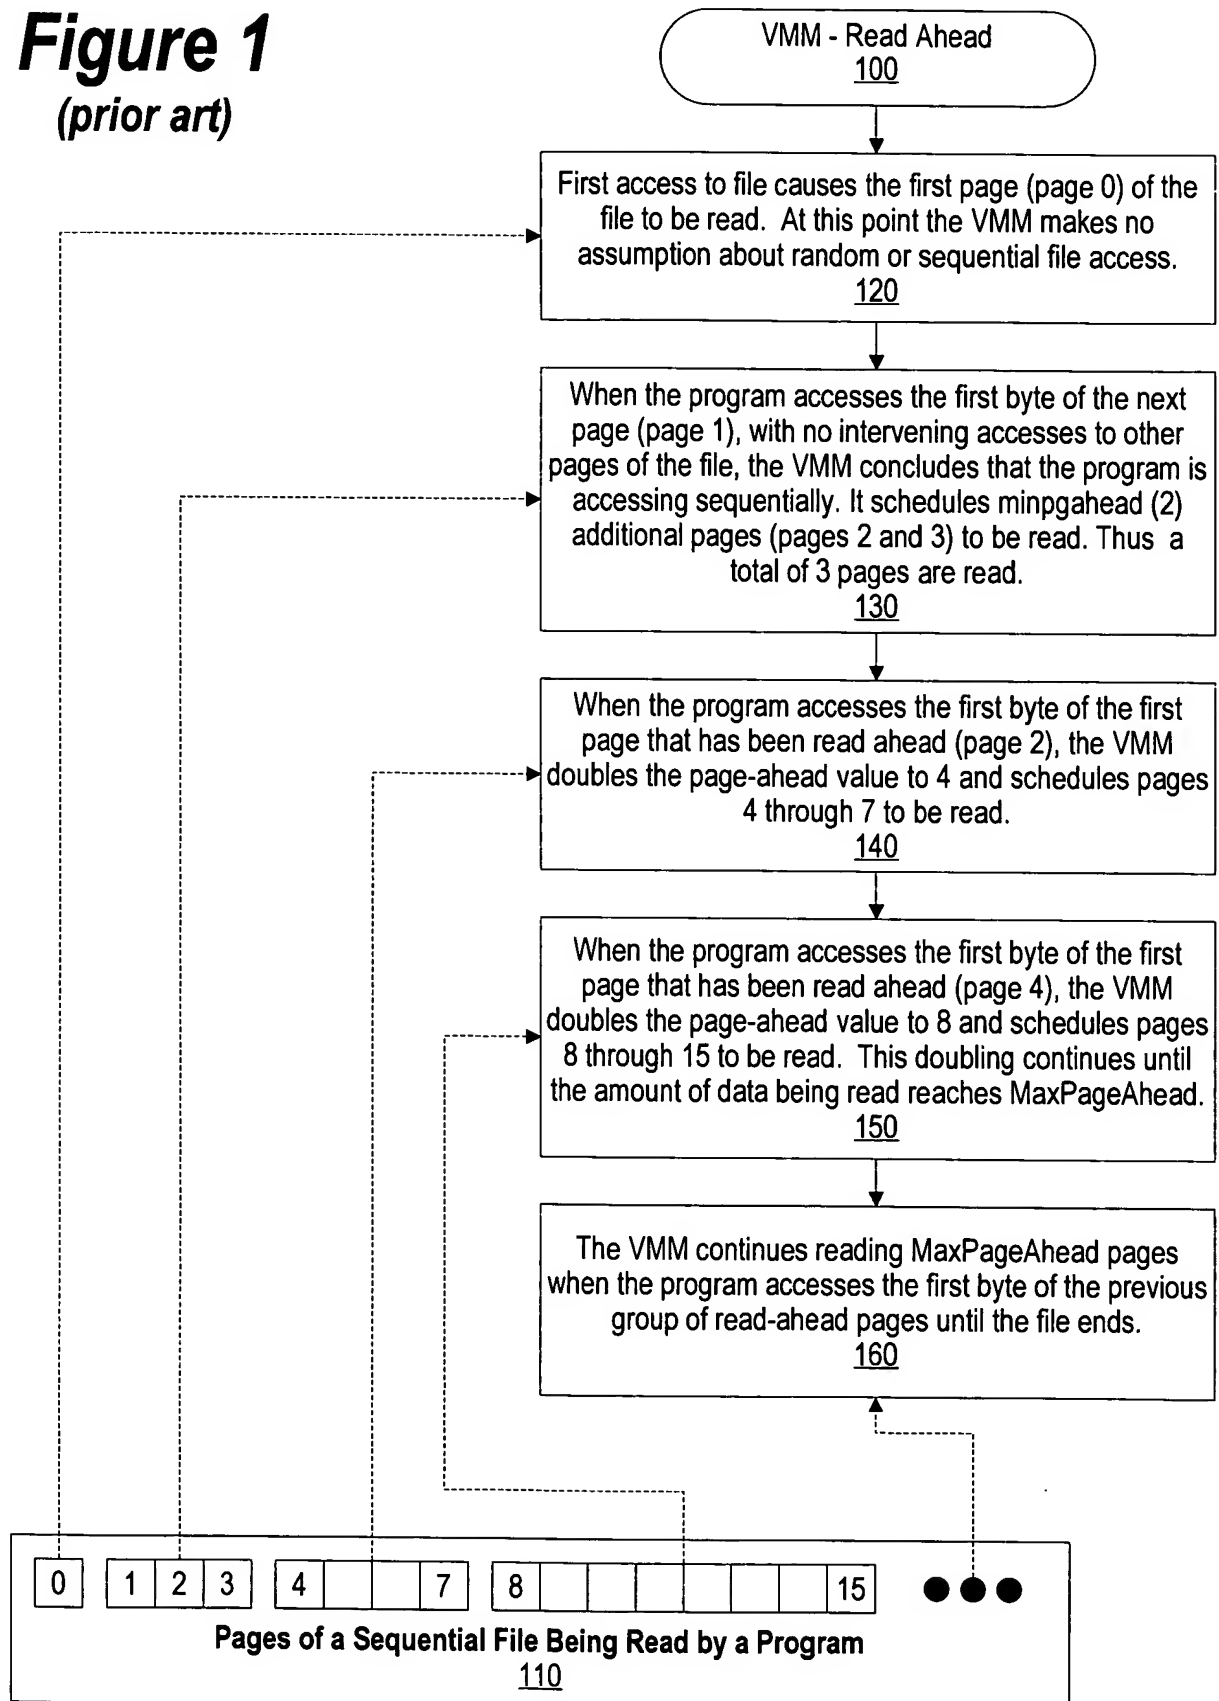 Figure 1
(prior art)
VMM - Read Ahead
100
First access to file causes the first page (page 0) of the
file to be read. At this point the VMM makes no
assumption about random or sequential file access.
120
When the program accesses the first byte of the next
page (page 1), with no intervening accesses to other
pages of the file, the VMM concludes that the program is
accessing sequentially. It schedules minpgahead (2)
additional pages (pages 2 and 3) to be read. Thus a
total of 3 pages are read.
130
When the program accesses the first byte of the first
page that has been read ahead (page 2), the VMM
doubles the page-ahead value to 4 and schedules pages
4 through 7 to be read.
140
When the program accesses the first byte of the first
page that has been read ahead (page 4), the VMM
doubles the page-ahead value to 8 and schedules pages
8 through 15 to be read. This doubling continues until
the amount of data being read reaches MaxPageAhead.
150
The VMM continues reading MaxPageAhead pages
when the program accesses the first byte of the previous
group of read-ahead pages until the file ends.
160
0 1 2 3 4 7 8 15
Pages of a Sequential File Being Read by a Program
110